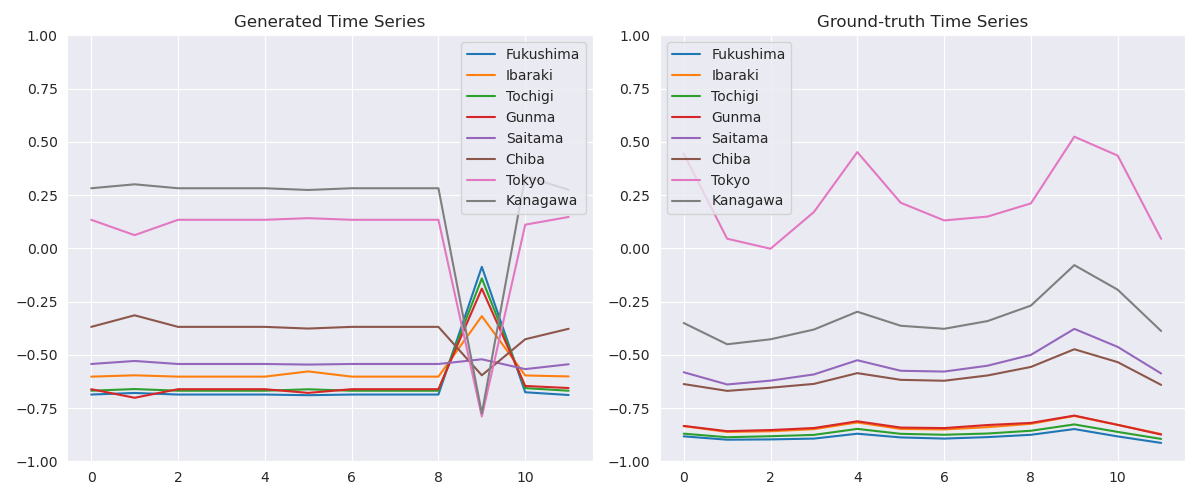 Generated Time Series
1.00
0.75
0.50
0.25
0.00
−0.25
−0.50
−0.75
−1.00
0 2 4 6 8 10
Fukushima
Ibaraki
Tochigi
Gunma
Saitama
Chiba
Tokyo
Kanagawa
Ground-truth Time Series
1.00
0.75
0.50
0.25
0.00
−0.25
−0.50
−0.75
−1.00
0 2 4 6 8 10
Fukushima
Ibaraki
Tochigi
Gunma
Saitama
Chiba
Tokyo
Kanagawa